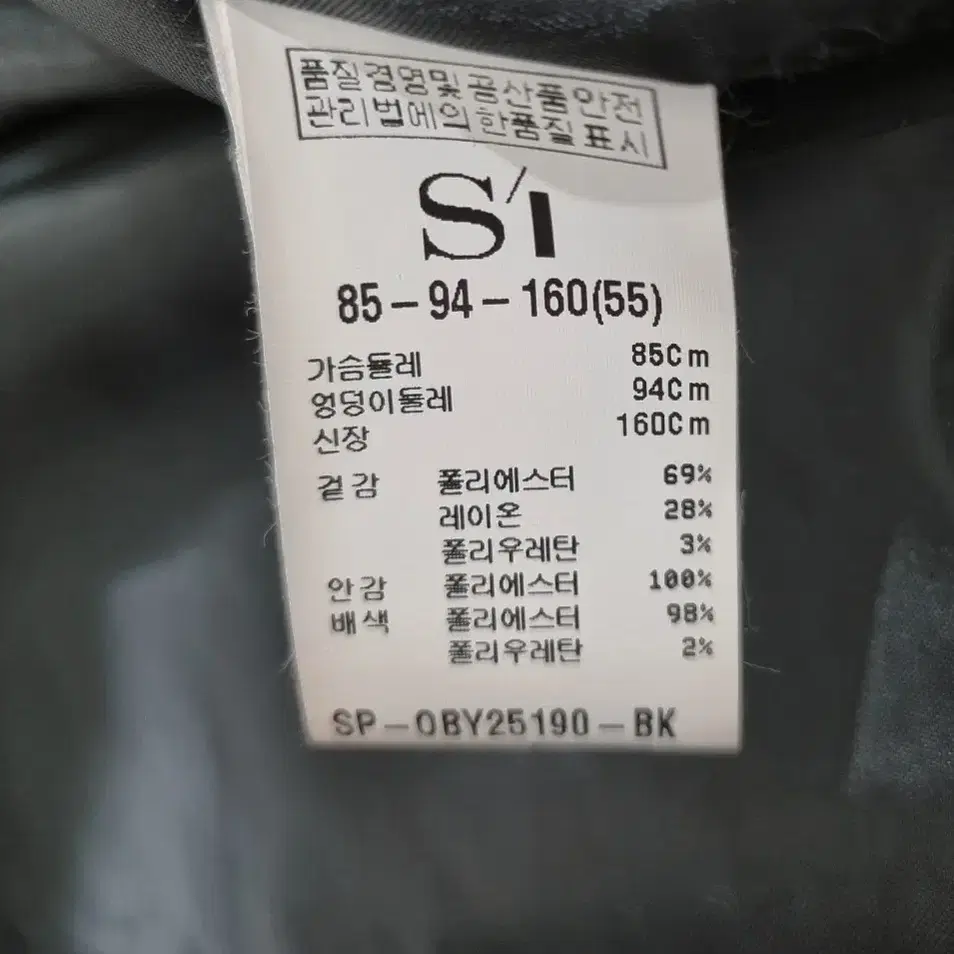 품질경영및공산품안전
관리법에의한품질표시
S'I
85-94-160(55)
가슴둘레 85Cm
엉덩이둘레 94Cm
신장 160Cm
겉감 폴리에스터 69%
레이온 28%
폴리우레탄 3%
안감 폴리에스터 100%
배색 폴리에스터 98%
폴리우레탄 2%
SP-OBY25190-BK